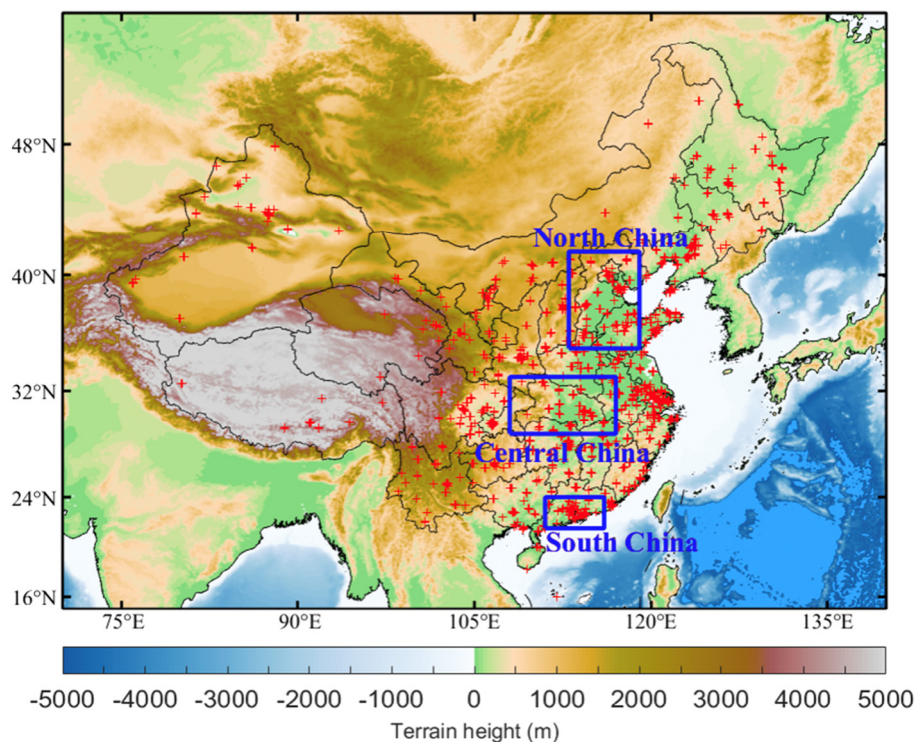 48°N
North China
40°N
32°N
Central China
24°N
South China
16°N
75°E 90°E 105°E 120°E 135°E
-5000 -4000 -3000 -2000 -1000 0 1000 2000 3000 4000 5000
Terrain height (m)